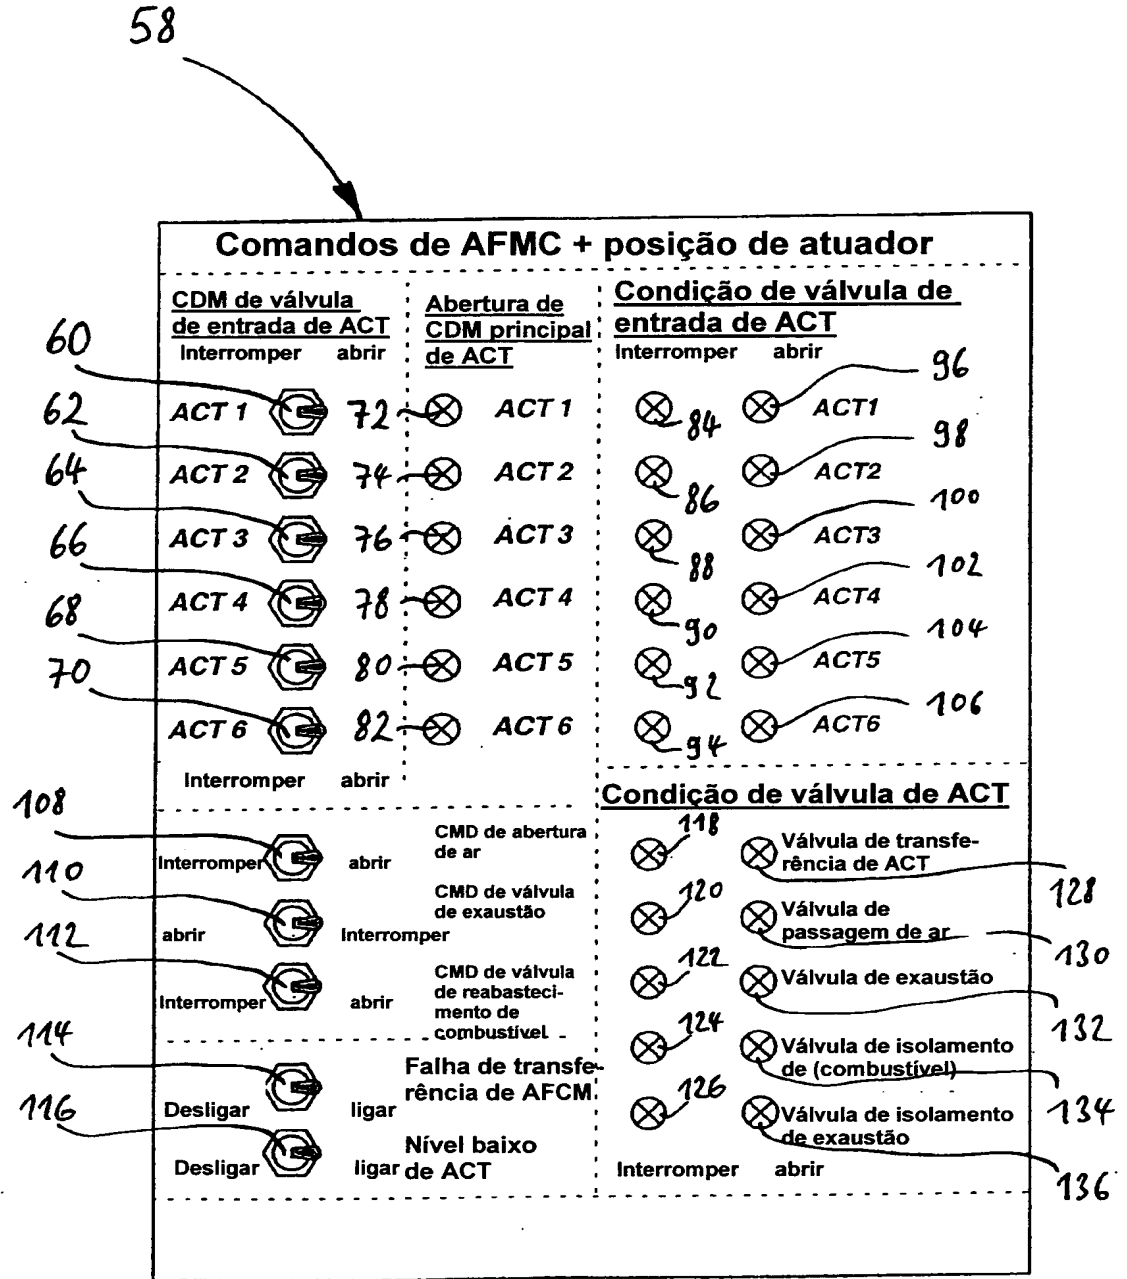 58
Comandos de AFMC + posição de atuador
CDM de válvula
de entrada de ACT
Interromper abrir
60
ACT 1
62
ACT 2
64
ACT 3
66
ACT 4
68
ACT 5
70
ACT 6
Interromper abrir
Abertura de
CDM principal
de ACT
72 ACT 1
74 ACT 2
76 ACT 3
78 ACT 4
80 ACT 5
82 ACT 6
Condição de válvula de
entrada de ACT
Interromper abrir
84 ACT1 96
86 ACT2 98
88 ACT3 100
90 ACT4 102
92 ACT5 104
94 ACT6 106
108
Interromper abrir
CMD de abertura
de ar
110
abrir Interromper
CMD de válvula
de exaustão
112
Interromper abrir
CMD de válvula
de reabasteci-
mento de
combustível
114
Desligar ligar
Falha de transfe-
rência de AFCM
116
Desligar ligar
Nível baixo
de ACT
Condição de válvula de ACT
118
Válvula de transfe-
rência de ACT
128
120
Válvula de
passagem de ar
130
122
Válvula de exaustão
132
124
Válvula de isolamento
de (combustível)
134
126
Válvula de isolamento
de exaustão
136
Interromper abrir